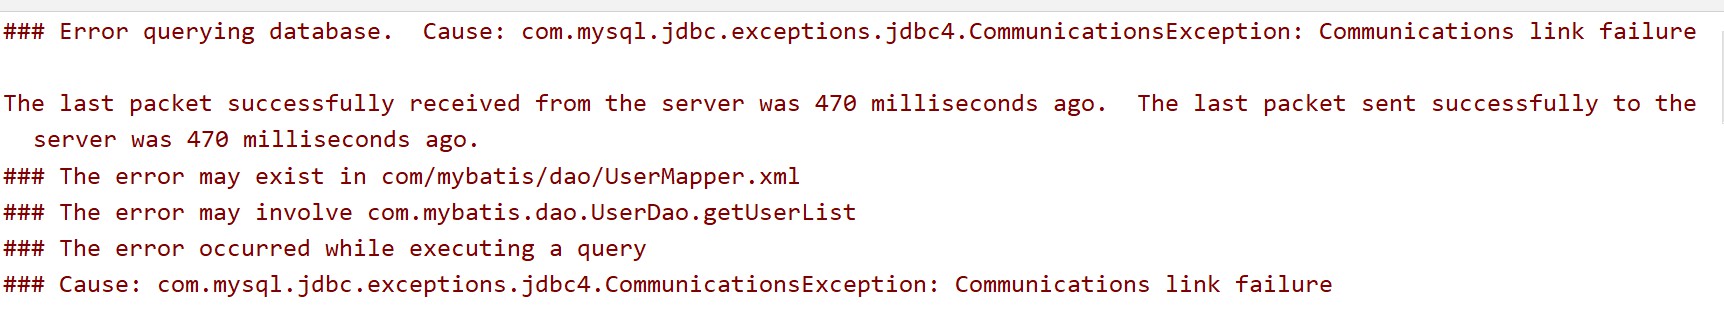 ### Error querying database.  Cause: com.mysql.jdbc.exceptions.jdbc4.CommunicationsException: Communications link failure
The last packet successfully received from the server was 470 milliseconds ago.  The last packet sent successfully to the
server was 470 milliseconds ago.
### The error may exist in com/mybatis/dao/UserMapper.xml
### The error may involve com.mybatis.dao.UserDao.getUserList
### The error occurred while executing a query
### Cause: com.mysql.jdbc.exceptions.jdbc4.CommunicationsException: Communications link failure